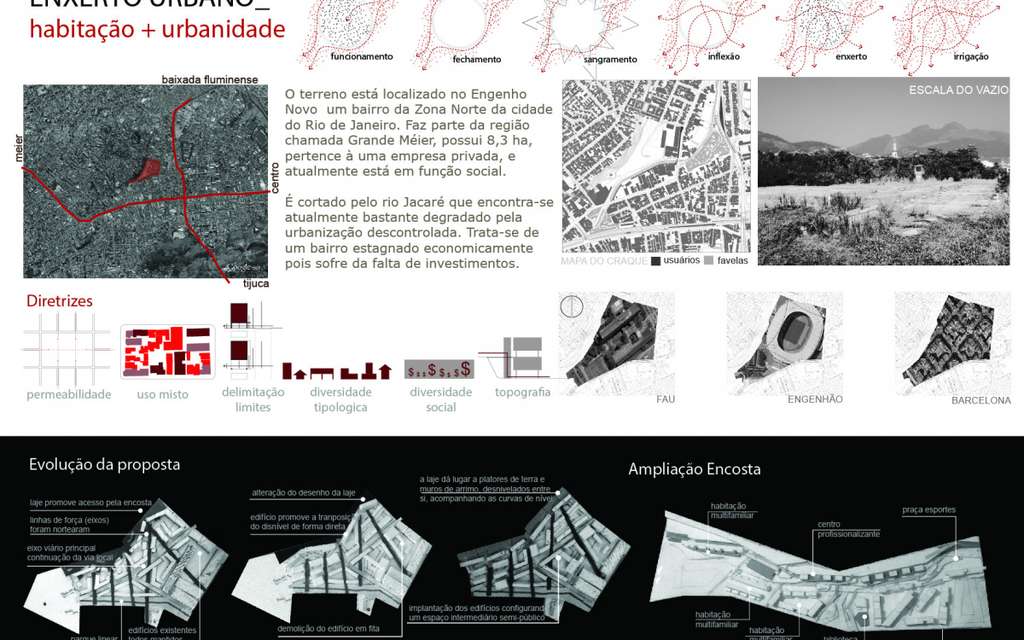 ENXERTO URBANO_
habitação + urbanidade
funcionamento
fechamento
sangramento
inflexão
enxerto
irrigação
baixada fluminense
meier
centro
tijuca
O terreno está localizado no Engenho
Novo um bairro da Zona Norte da cidade
do Rio de Janeiro. Faz parte da região
chamada Grande Méier, possui 8,3 ha,
pertence à uma empresa privada, e
atualmente está em função social.
É cortado pelo rio Jacaré que encontra-se
atualmente bastante degradado pela
urbanização descontrolada. Trata-se de
um bairro estagnado economicamente
pois sofre da falta de investimentos.
MAPA DO CRAQUE usuários favelas
ESCALA DO VAZIO
Diretrizes
permeabilidade
uso misto
delimitação
limites
diversidade
tipologica
$ $ $ $ $ $
diversidade
social
topografia
FAU
ENGENHÃO
BARCELONA
Evolução da proposta
laje promove acesso pela encosta
linhas de força (eixos)
foram nortearam
eixo viário principal
continuação da via local
parque linear
edifícios existentes
todos mantidos
alteração do desenho da laje
edifício promove a tranposição
do disnível de forma direta
demolição do edifício em fita
a laje dá lugar a platores de terra e
muros de arrimo, desnivelados entre
si, acompanhando as curvas de nível
implantação dos edifícios configurando
um espaço intermediário semi-público
Ampliação Encosta
habitação
multifamiliar
centro
profissionalizante
praça esportes
habitação
multifamiliar
habitação
multifamiliar
biblioteca